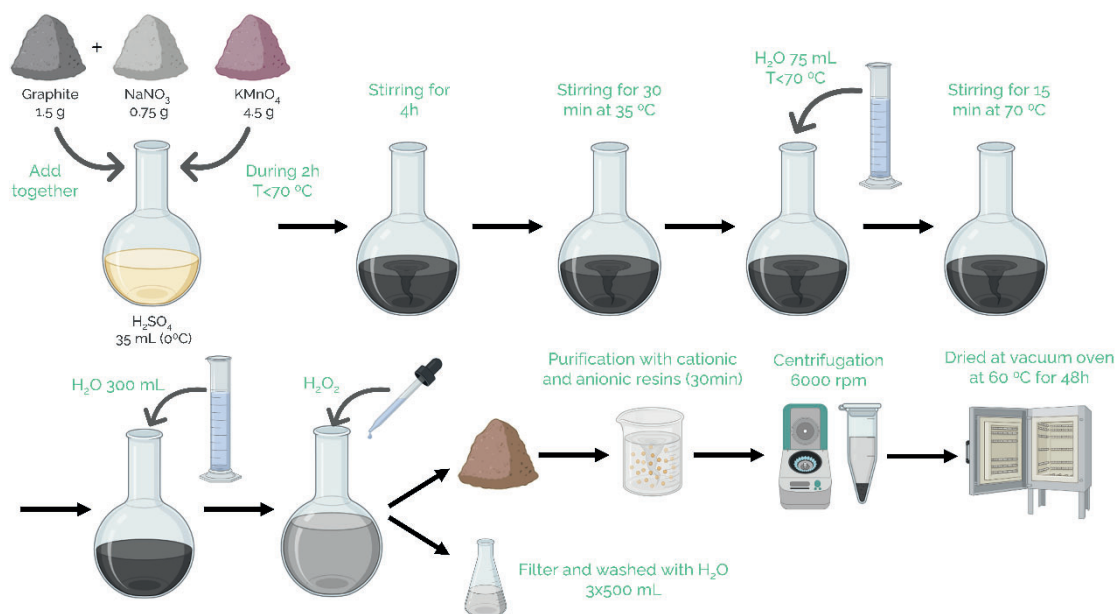 +
Graphite
1.5 g
NaNO₃
0.75 g
KMnO₄
4.5 g
Add
together
During 2h
T<70 ºC
H₂SO₄
35 mL (0ºC)
Stirring for
4h
Stirring for 30
min at 35 ºC
H₂O 75 mL
T<70 ºC
Stirring for 15
min at 70 ºC
H₂O 300 mL
H₂O₂
Purification with cationic
and anionic resins (30min)
Centrifugation
6000 rpm
Dried at vacuum oven
at 60 ºC for 48h
Filter and washed with H₂O
3x500 mL